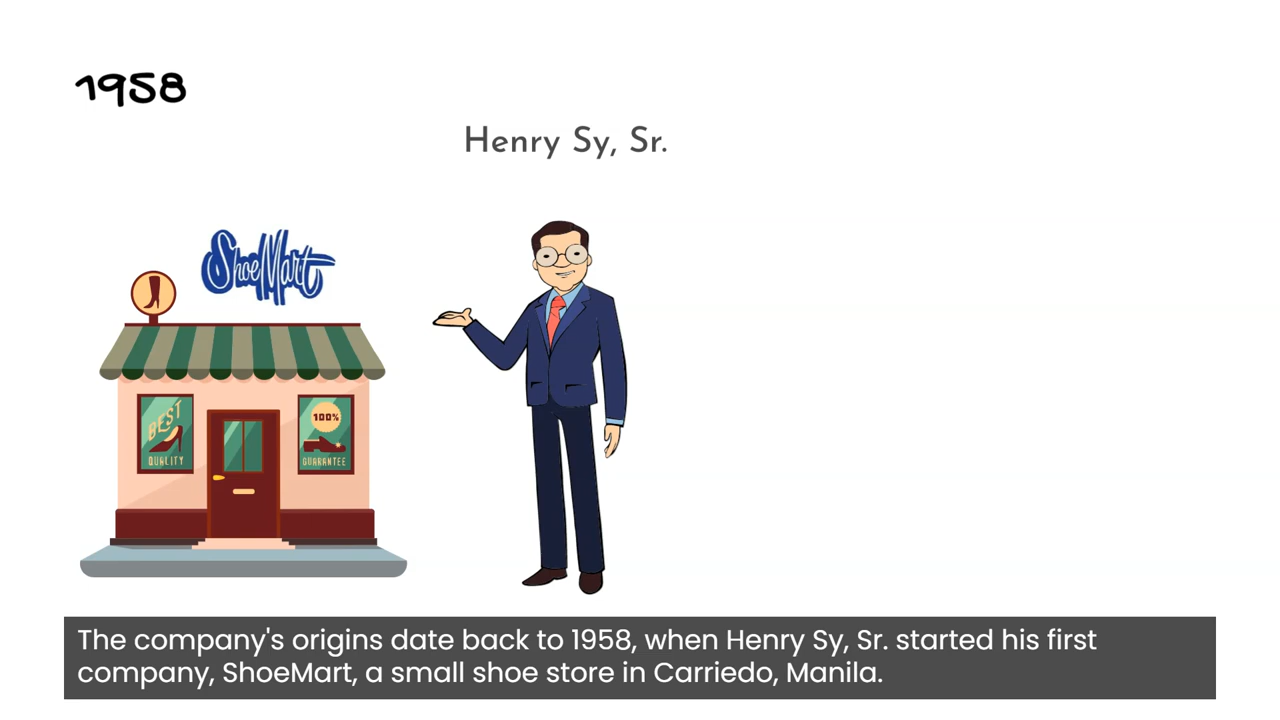 1958
Henry Sy, Sr.
ShoeMart
BEST
QUALITY
100%
GUARANTEE
The company's origins date back to 1958, when Henry Sy, Sr. started his first
company, ShoeMart, a small shoe store in Carriedo, Manila.